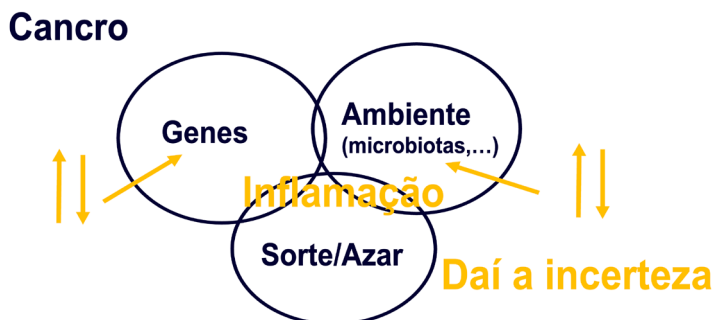 Cancro
Genes
Ambiente
(microbiotas,...)
Inflamação
Sorte/Azar
Daí a incerteza